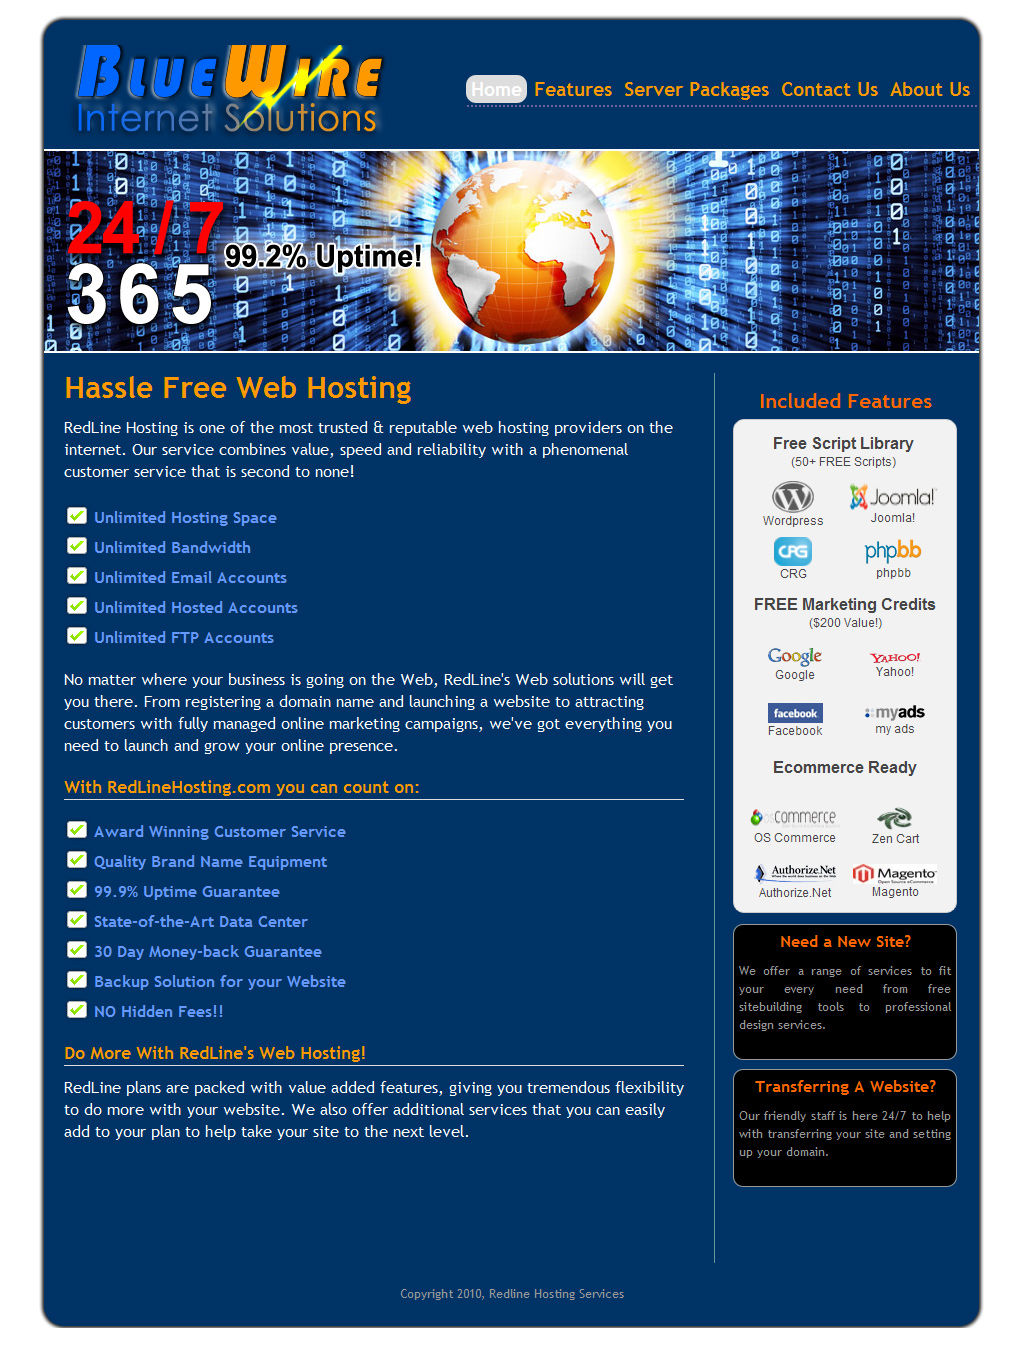 BlueWire
Internet Solutions
Home Features Server Packages Contact Us About Us
24/7
99.2% Uptime!
365
Hassle Free Web Hosting
RedLine Hosting is one of the most trusted & reputable web hosting providers on the
internet. Our service combines value, speed and reliability with a phenomenal
customer service that is second to none!
Unlimited Hosting Space
Unlimited Bandwidth
Unlimited Email Accounts
Unlimited Hosted Accounts
Unlimited FTP Accounts
No matter where your business is going on the Web, RedLine's Web solutions will get
you there. From registering a domain name and launching a website to attracting
customers with fully managed online marketing campaigns, we've got everything you
need to launch and grow your online presence.
With RedLineHosting.com you can count on:
Award Winning Customer Service
Quality Brand Name Equipment
99.9% Uptime Guarantee
State-of-the-Art Data Center
30 Day Money-back Guarantee
Backup Solution for your Website
NO Hidden Fees!!
Do More With RedLine's Web Hosting!
RedLine plans are packed with value added features, giving you tremendous flexibility
to do more with your website. We also offer additional services that you can easily
add to your plan to help take your site to the next level.
Included Features
Free Script Library
(50+ FREE Scripts)
W Joomla!
Wordpress Joomla!
CPG phpbb
CRG phpbb
FREE Marketing Credits
($200 Value!)
Google YAHOO!
Google Yahoo!
facebook myads
Facebook my ads
Ecommerce Ready
oscommerce
OS Commerce Zen Cart
Authorize.Net Magento
Open Source eCommerce
Authorize.Net Magento
Need a New Site?
We offer a range of services to fit
your every need from free
sitebuilding tools to professional
design services.
Transferring A Website?
Our friendly staff is here 24/7 to help
with transferring your site and setting
up your domain.
Copyright 2010, Redline Hosting Services